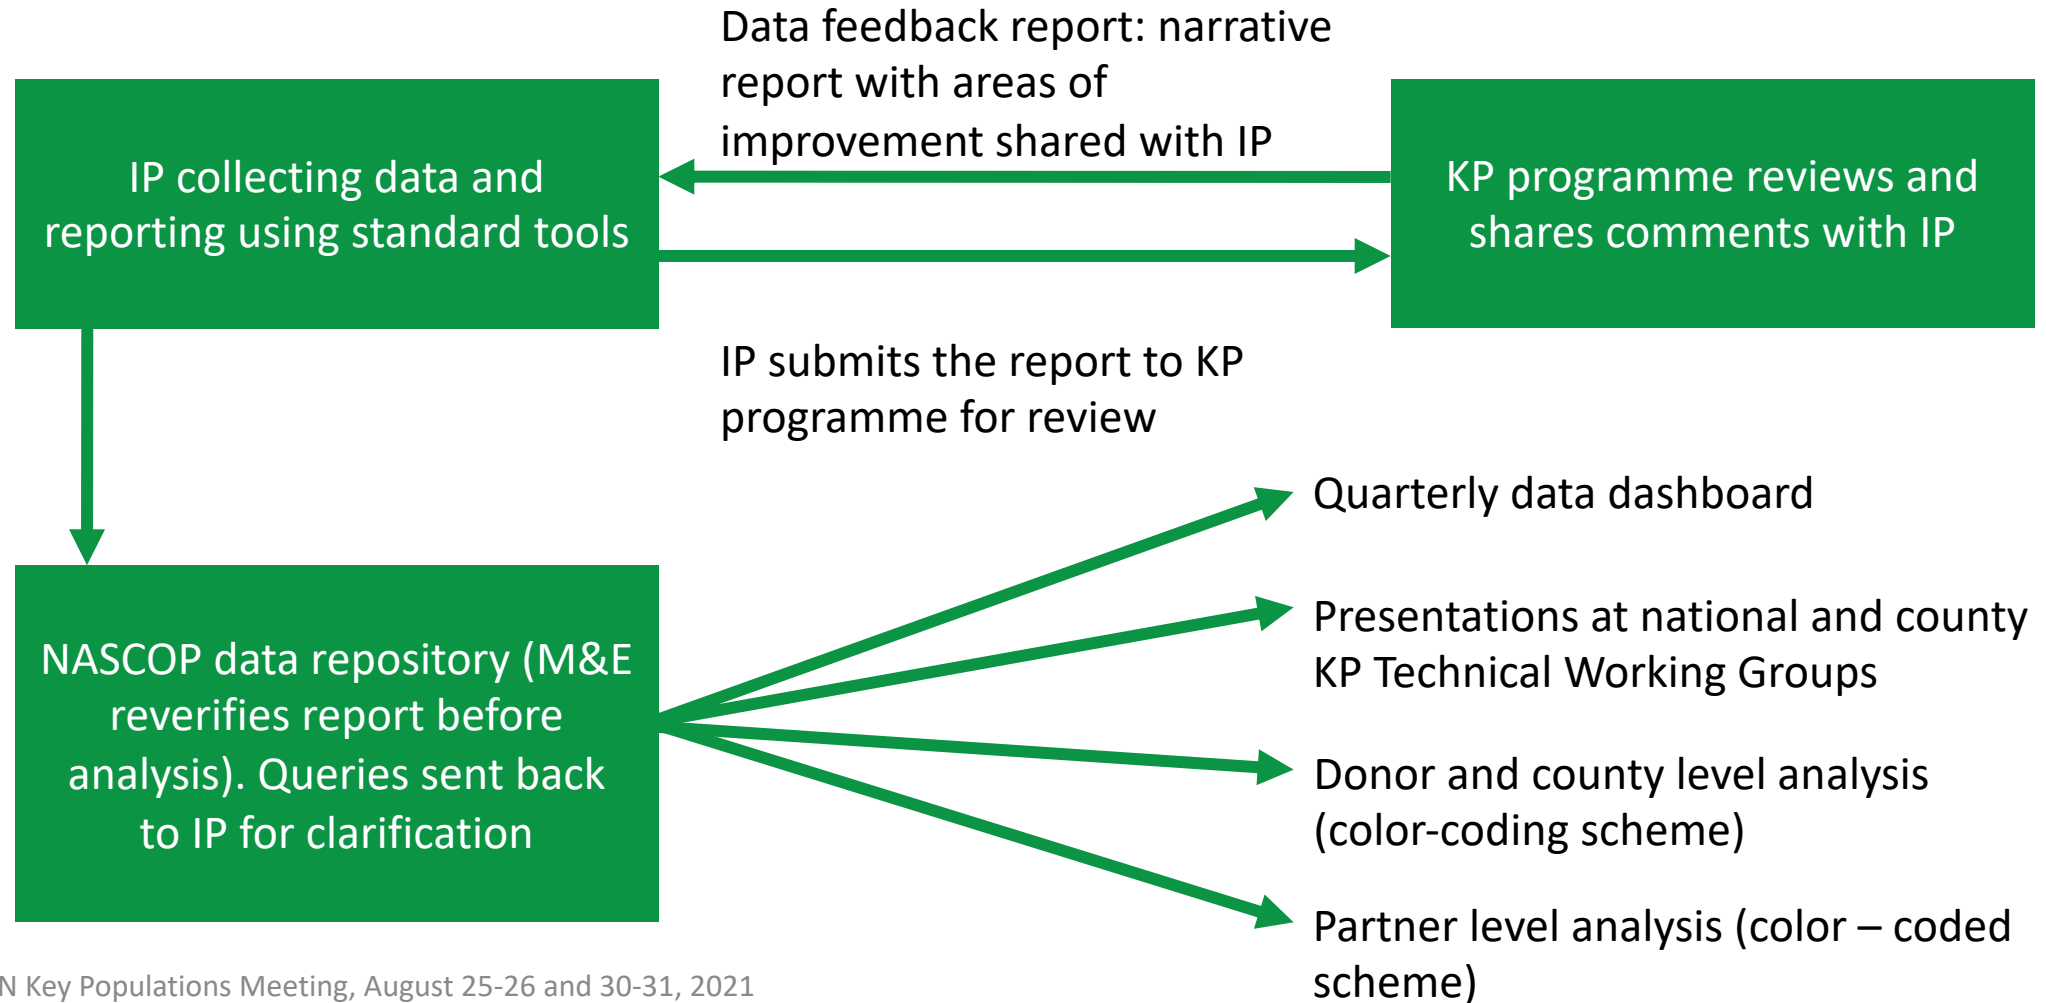 Data feedback report: narrative
report with areas of
improvement shared with IP
IP collecting data and
reporting using standard tools
KP programme reviews and
shares comments with IP
IP submits the report to KP
programme for review
NASCOP data repository (M&E
reverifies report before
analysis). Queries sent back
to IP for clarification
Quarterly data dashboard
Presentations at national and county
KP Technical Working Groups
Donor and county level analysis
(color-coding scheme)
Partner level analysis (color – coded
scheme)
N Key Populations Meeting, August 25-26 and 30-31, 2021